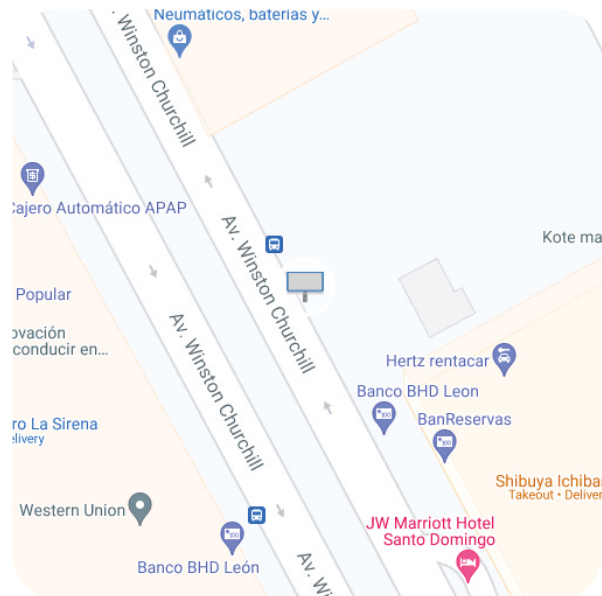 Neumáticos, baterías y...
Av. Winston Churchill
Cajero Automático APAP
Av. Winston Churchill
Kote ma
Popular
ovación
conducir en...
Av. Winston Churchill
Hertz rentacar
Banco BHD Leon
BanReservas
ro La Sirena
elivery
Shibuya Ichiba
Takeout • Deliver
Western Union
JW Marriott Hotel
Santo Domingo
Banco BHD León
Av. Wi